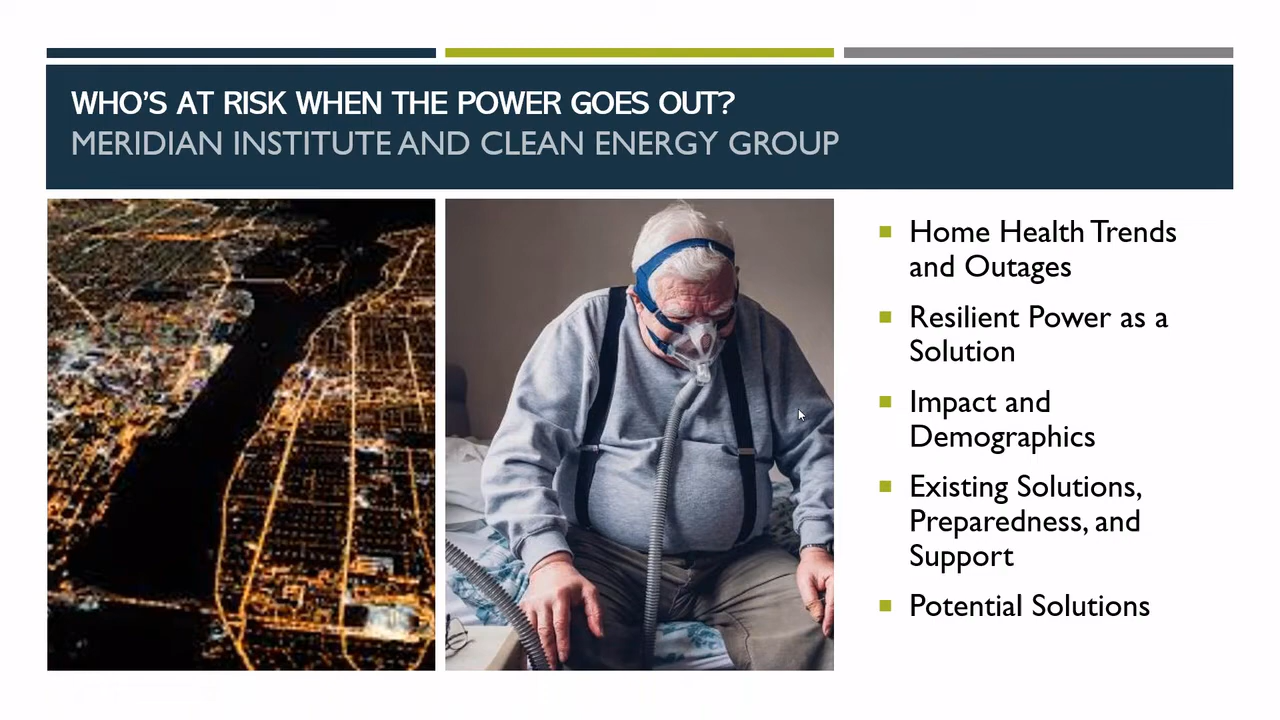 WHO'S AT RISK WHEN THE POWER GOES OUT?
MERIDIAN INSTITUTE AND CLEAN ENERGY GROUP
Home Health Trends
and Outages
Resilient Power as a
Solution
Impact and
Demographics
Existing Solutions,
Preparedness, and
Support
Potential Solutions